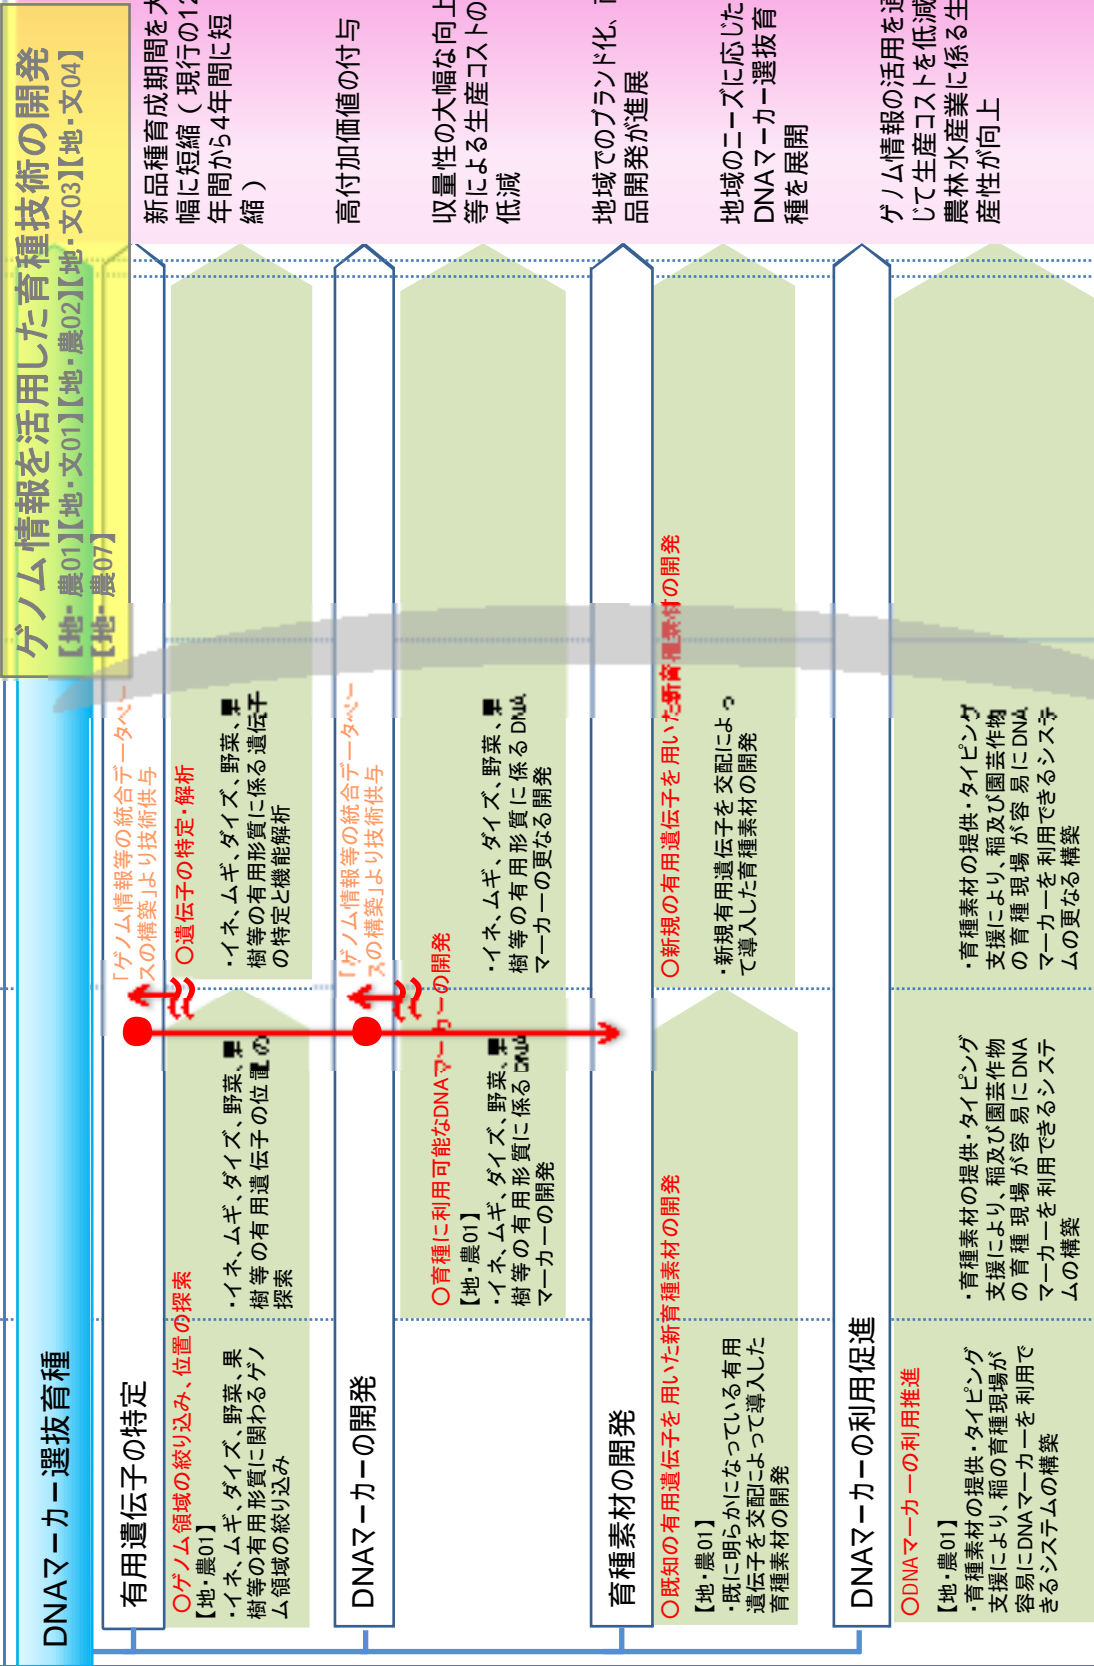 ゲノム情報を活用した育種技術の開発
【地・農01】【地・文01】【地・農02】【地・文03】【地・文04】
【地・農07】
DNAマーカー選抜育種
有用遺伝子の特定
「ゲノム情報等の統合データベー
スの構築」より技術供与
○ゲノム領域の絞り込み、位置の探索
【地・農01】
・イネ、ムギ、ダイズ、野菜、果
樹等の有用形質に関わるゲノ
ム領域の絞り込み
・イネ、ムギ、ダイズ、野菜、果
樹等の有用遺伝子の位置の
探索
○遺伝子の特定・解析
・イネ、ムギ、ダイズ、野菜、果
樹等の有用形質に係る遺伝子
の特定と機能解析
新品種育成期間を大
幅に短縮（現行の12
年間から4年間に短
縮）
DNAマーカーの開発
「ゲノム情報等の統合データベー
スの構築」より技術供与
○育種に利用可能なDNAマーカーの開発
【地・農01】
・イネ、ムギ、ダイズ、野菜、果
樹等の有用形質に係るDNA
マーカーの開発
・イネ、ムギ、ダイズ、野菜、果
樹等の有用形質に係るDNA
マーカーの更なる開発
高付加価値の付与
収量性の大幅な向上
等による生産コストの
低減
育種素材の開発
○既知の有用遺伝子を用いた新育種素材の開発
【地・農01】
・既に明らかになっている有用
遺伝子を交配によって導入した
育種素材の開発
○新規の有用遺伝子を用いた新育種素材の開発
・新規有用遺伝子を交配によっ
て導入した育種素材の開発
地域でのブランド化、
品開発が進展
地域のニーズに応じた
DNAマーカー選抜育
種を展開
DNAマーカーの利用促進
○DNAマーカーの利用推進
【地・農01】
・育種素材の提供・タイピング
支援により、稲の育種現場が
容易にDNAマーカーを利用で
きるシステムの構築
・育種素材の提供・タイピング
支援により、稲及び園芸作物
の育種現場が容易にDNA
マーカーを利用できるシステ
ムの構築
・育種素材の提供・タイピング
支援により、稲及び園芸作物
の育種現場が容易にDNA
マーカーを利用できるシステ
ムの更なる構築
ゲノム情報の活用を通
じて生産コストを低減
農林水産業に係る生
産性が向上